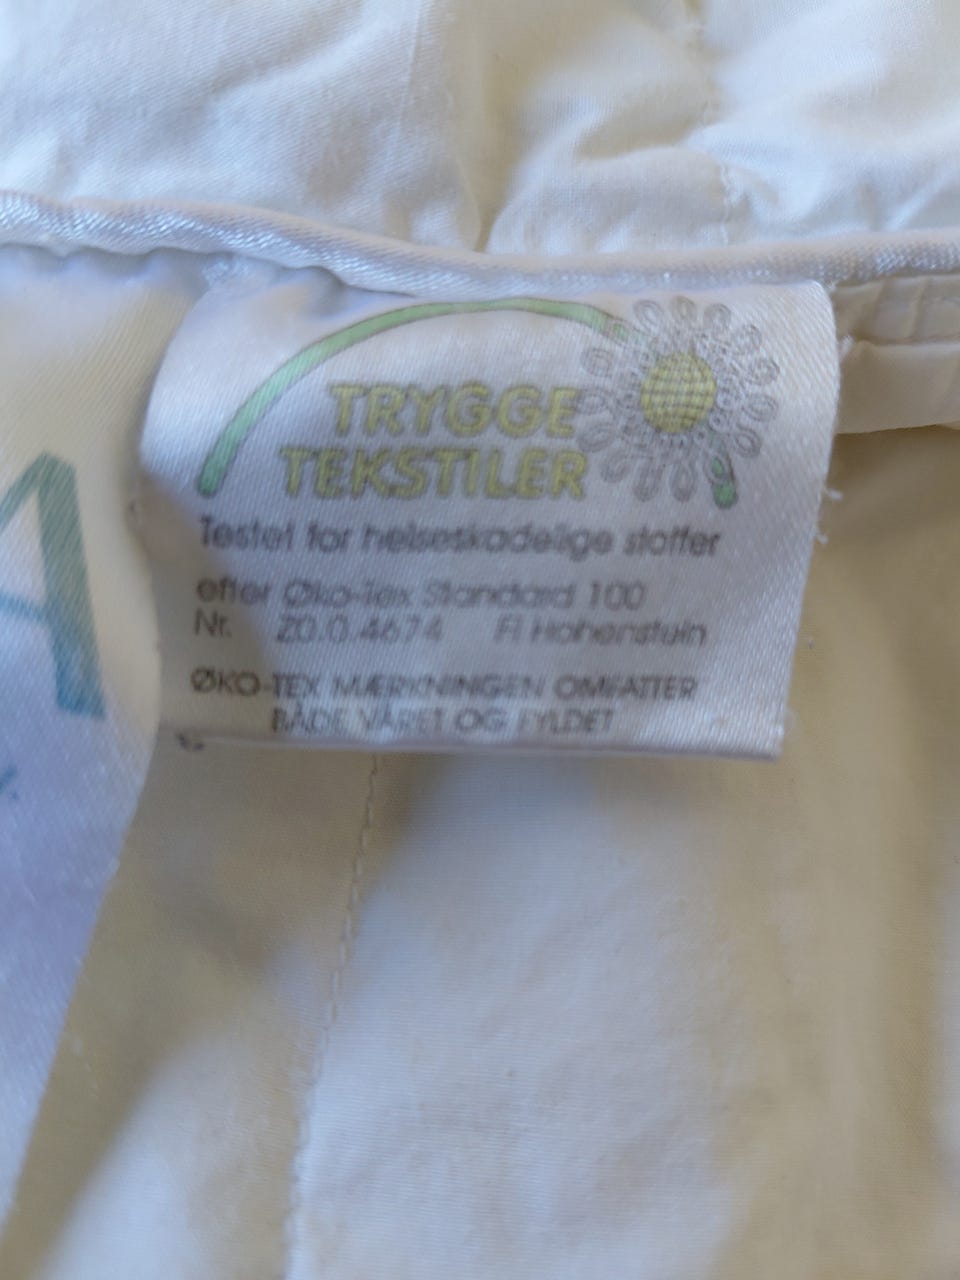 TRYGGE
TEKSTILER
Testet for helseskadelige stoffer
efter Øko-Tex Standard 100
Nr. Z0.0.4674 FI Hohenstein
ØKO-TEX MÆRKNINGEN OMFATTER
BÅDE VÅRET OG FYLDET
A